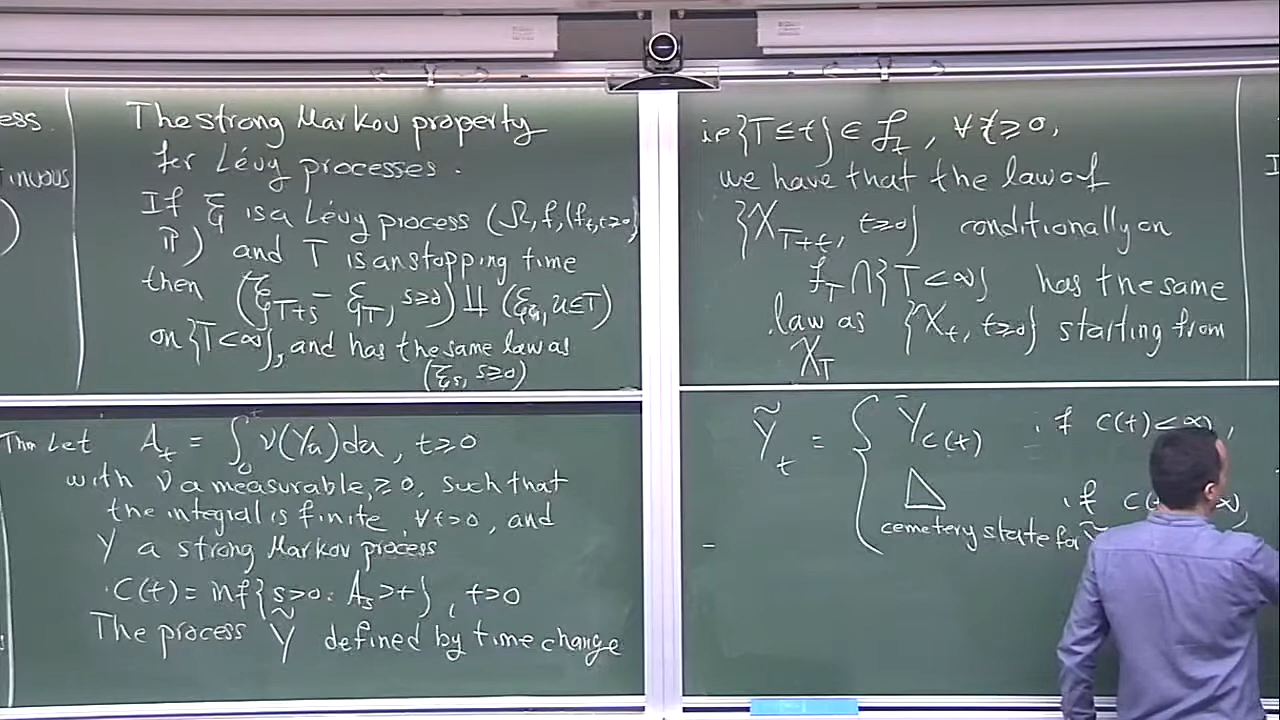 ess.
inuous
)
The strong Markov property
for Lévy processes.
If ξ is a Lévy process (Ω, f, (f_t, t≥0)
ℙ) and T is an stopping time
then (ξ_{T+s} − ξ_T, s≥0) ⫫ (ξ_u, u≤T)
on {T<∞}, and has the same law as
(ξ_s, s≥0)
ie {T≤t} ∈ f_t, ∀t≥0,
we have that the law of
{X_{T+t}, t≥0} conditionally on
f_T ∩ {T<∞} has the same
law as {X_t, t≥0} starting from
X_T
I
Thm Let A_t = ∫_0^t ν(Y_u)du, t≥0
with ν a measurable, ≥0, such that
the integral is finite, ∀t>0, and
Y a strong Markov process
C(t) = inf{s>0: A_s>t}, t>0
The process Ỹ defined by time change
Ỹ_t = { Y_{C(t)} if C(t)<∞,
Δ if C(
cemetery state for